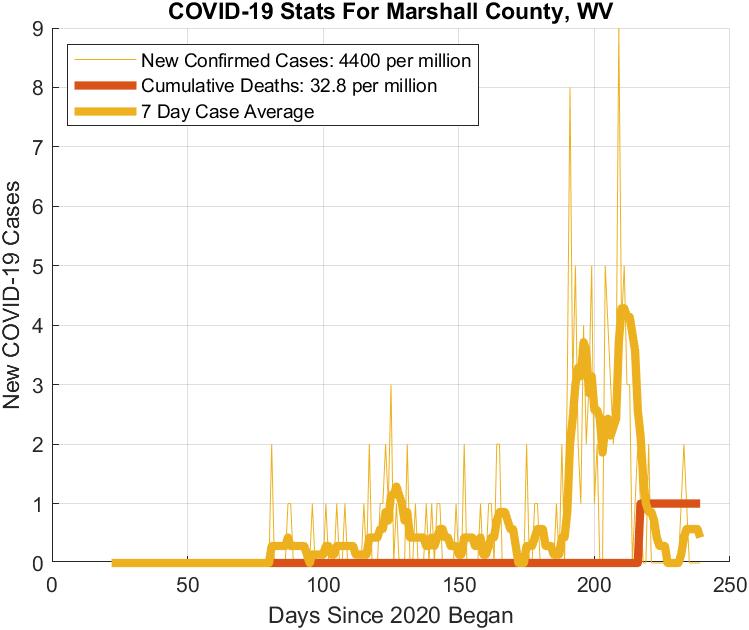 COVID-19 Stats For Marshall County, WV
New Confirmed Cases: 4400 per million
Cumulative Deaths: 32.8 per million
7 Day Case Average
New COVID-19 Cases
9
8
7
6
5
4
3
2
1
0
0 50 100 150 200 250
Days Since 2020 Began